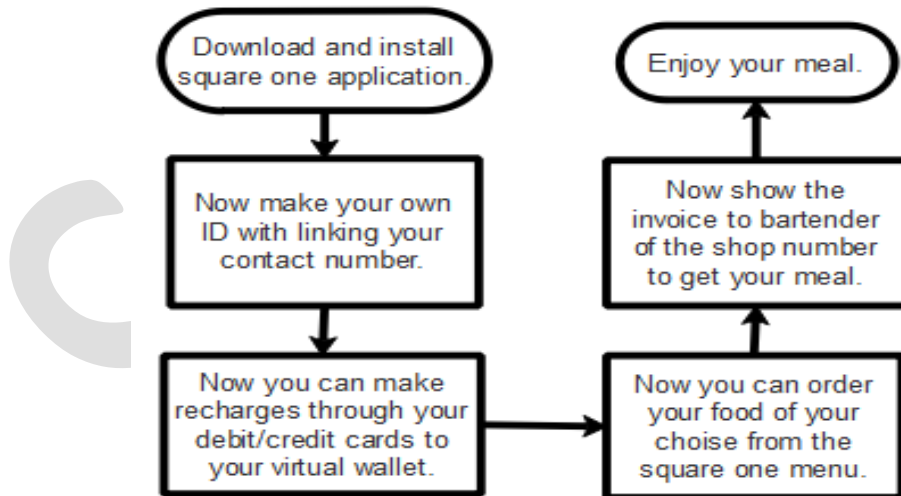 Download and install
square one application.
Now make your own
ID with linking your
contact number.
Now you can make
recharges through your
debit/credit cards to
your virtual wallet.
Now you can order
your food of your
choise from the
square one menu.
Now show the
invoice to bartender
of the shop number
to get your meal.
Enjoy your meal.